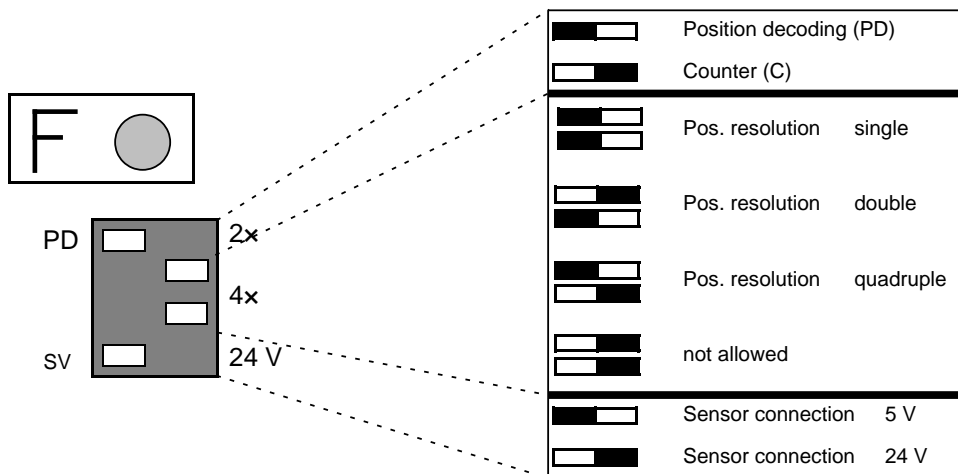 Position decoding (PD)
Counter (C)
F
Pos. resolution single
Pos. resolution double
PD
2×
Pos. resolution quadruple
4×
not allowed
SV
24 V
Sensor connection 5 V
Sensor connection 24 V